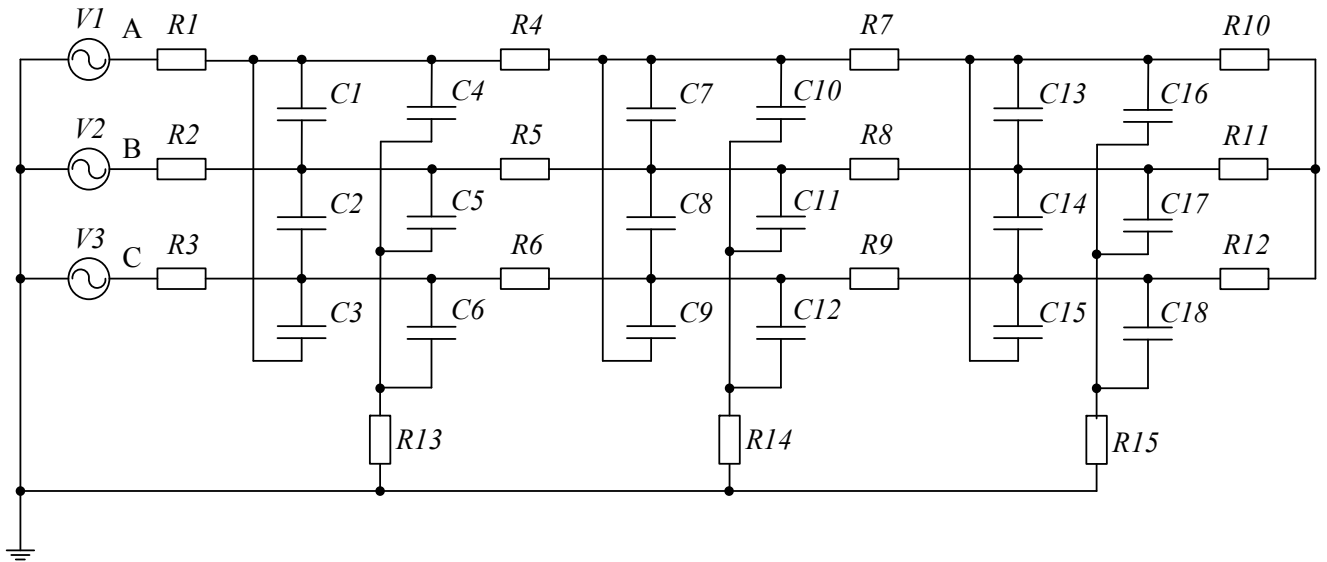 V1 A R1 R4 R7 R10
C1 C4 C7 C10 C13 C16
V2 B R2 R5 R8 R11
C2 C5 C8 C11 C14 C17
V3 C R3 R6 R9 R12
C3 C6 C9 C12 C15 C18
R13 R14 R15